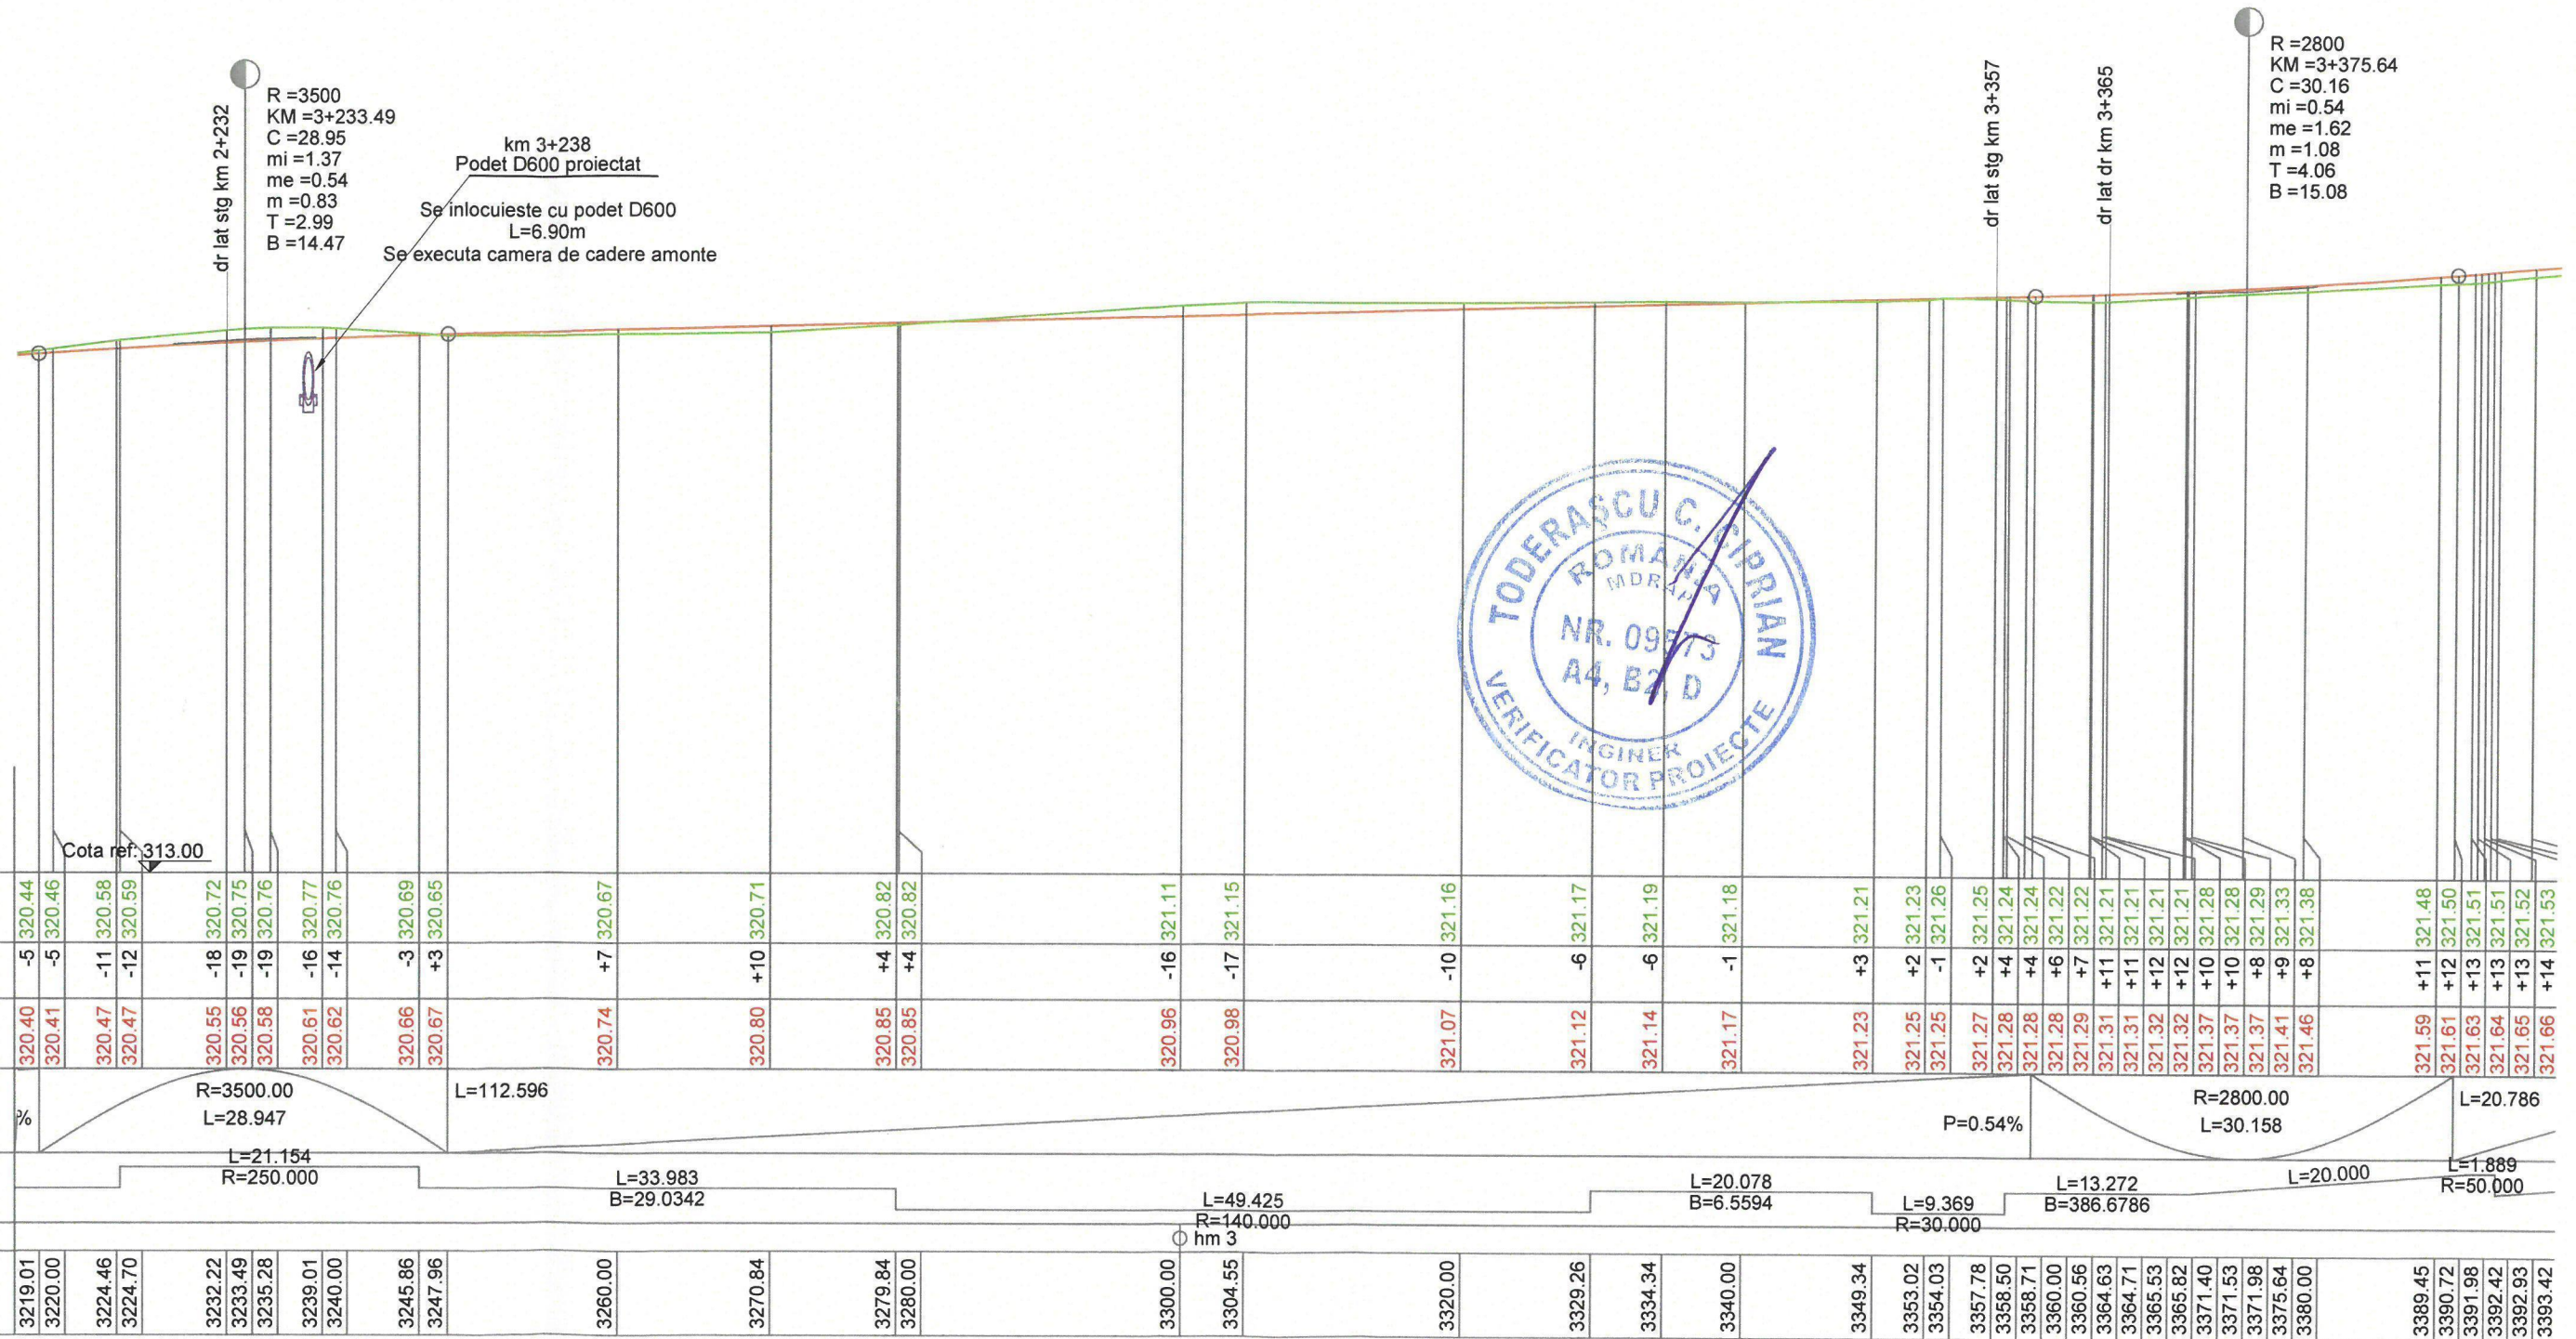 R =3500
KM =3+233.49
C =28.95
mi =1.37
me =0.54
m =0.83
T =2.99
B =14.47
dr lat stg km 2+232
km 3+238
Podet D600 proiectat
Se inlocuieste cu podet D600
L=6.90m
Se executa camera de cadere amonte
dr lat stg km 3+357
dr lat dr km 3+365
R =2800
KM =3+375.64
C =30.16
mi =0.54
me =1.62
m =1.08
T =4.06
B =15.08
TODERAȘCU C. CIPRIAN
ROMÂNIA
MDRAP
NR.
A4, B2, D
INGINER
VERIFICATOR PROIECTE
Cota ref: 313.00
320.44 320.46 320.58 320.59 320.72 320.75 320.76 320.77 320.76 320.69 320.65 320.67 320.71 320.82 320.82 321.11 321.15 321.16 321.17 321.19 321.18 321.21 321.23 321.26 321.25 321.24 321.24 321.22 321.22 321.21 321.21 321.21 321.21 321.28 321.28 321.29 321.33 321.38 321.48 321.50 321.51 321.51 321.52 321.53
-5 -5 -11 -12 -18 -19 -19 -16 -14 -3 +3 +7 +10 +4 +4 -16 -17 -10 -6 -6 -1 +3 +2 -1 +2 +4 +4 +6 +7 +11 +11 +12 +12 +10 +10 +8 +9 +8 +11 +12 +13 +13 +13 +14
320.40 320.41 320.47 320.47 320.55 320.56 320.58 320.61 320.62 320.66 320.67 320.74 320.80 320.85 320.85 320.96 320.98 321.07 321.12 321.14 321.17 321.23 321.25 321.25 321.27 321.28 321.28 321.28 321.29 321.31 321.31 321.32 321.32 321.37 321.37 321.37 321.41 321.46 321.59 321.61 321.63 321.64 321.65 321.66
%
R=3500.00
L=28.947
L=112.596
P=0.54%
R=2800.00
L=30.158
L=20.786
L=21.154
R=250.000
L=33.983
B=29.0342
L=49.425
R=140.000
L=20.078
B=6.5594
L=9.369
R=30.000
L=13.272
B=386.6786
L=20.000
L=1.889
R=50.000
hm 3
3219.01 3220.00 3224.46 3224.70 3232.22 3233.49 3235.28 3239.01 3240.00 3245.86 3247.96 3260.00 3270.84 3279.84 3280.00 3300.00 3304.55 3320.00 3329.26 3334.34 3340.00 3349.34 3353.02 3354.03 3357.78 3358.50 3358.71 3360.00 3360.56 3364.63 3364.71 3365.53 3365.82 3371.40 3371.53 3371.98 3375.64 3380.00 3389.45 3390.72 3391.98 3392.42 3392.93 3393.42